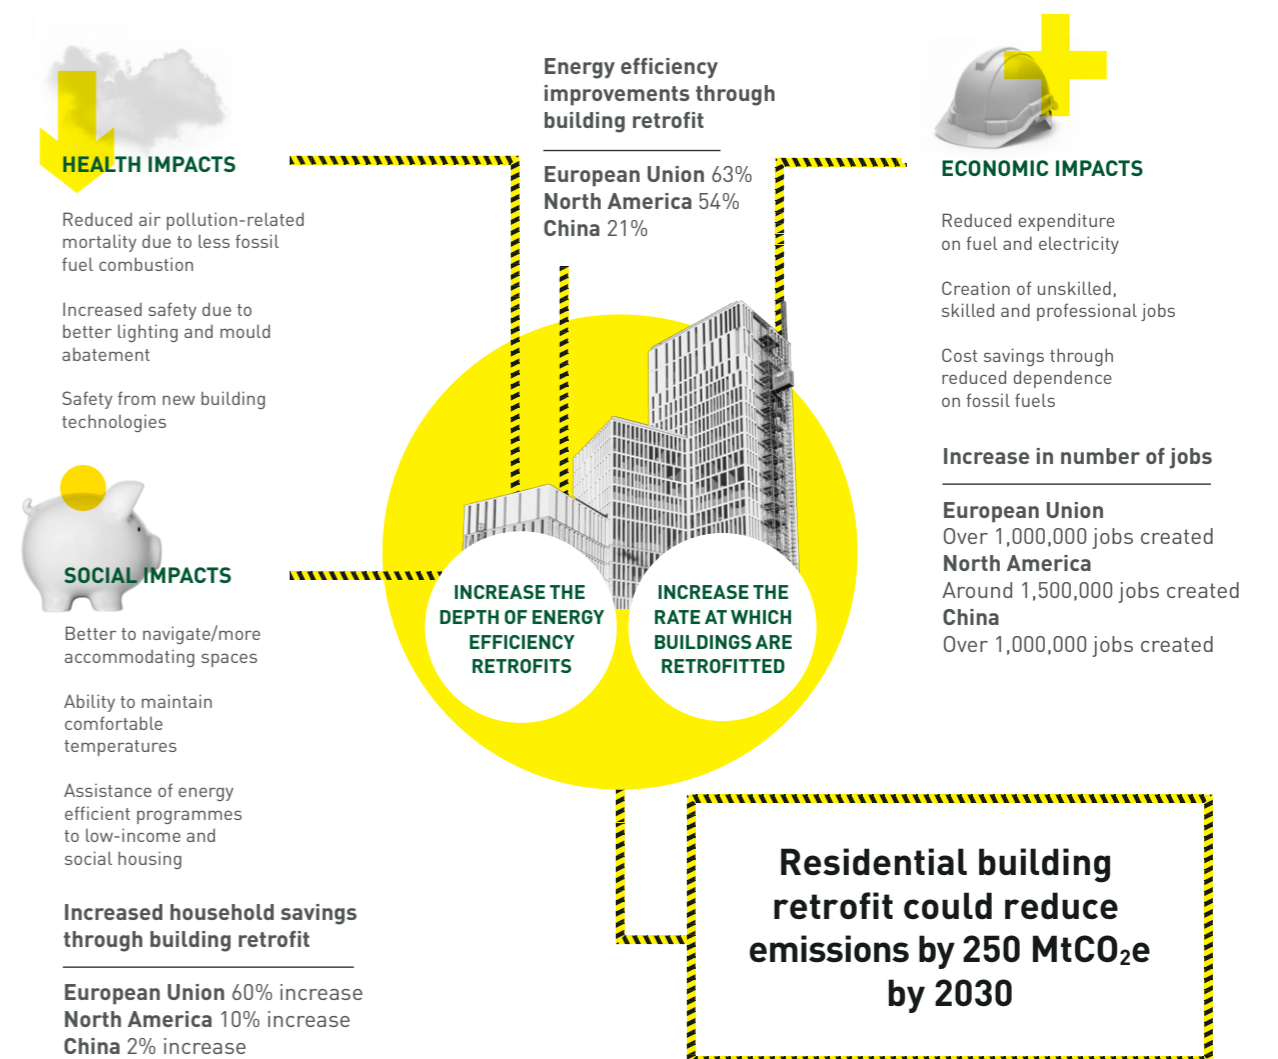 HEALTH IMPACTS
Reduced air pollution-related
mortality due to less fossil
fuel combustion
Increased safety due to
better lighting and mould
abatement
Safety from new building
technologies
SOCIAL IMPACTS
Better to navigate/more
accommodating spaces
Ability to maintain
comfortable
temperatures
Assistance of energy
efficient programmes
to low-income and
social housing
Increased household savings
through building retrofit
European Union 60% increase
North America 10% increase
China 2% increase
Energy efficiency
improvements through
building retrofit
European Union 63%
North America 54%
China 21%
INCREASE THE
DEPTH OF ENERGY
EFFICIENCY
RETROFITS
INCREASE THE
RATE AT WHICH
BUILDINGS ARE
RETROFITTED
ECONOMIC IMPACTS
Reduced expenditure
on fuel and electricity
Creation of unskilled,
skilled and professional jobs
Cost savings through
reduced dependence
on fossil fuels
Increase in number of jobs
European Union
Over 1,000,000 jobs created
North America
Around 1,500,000 jobs created
China
Over 1,000,000 jobs created
Residential building
retrofit could reduce
emissions by 250 MtCO₂e
by 2030